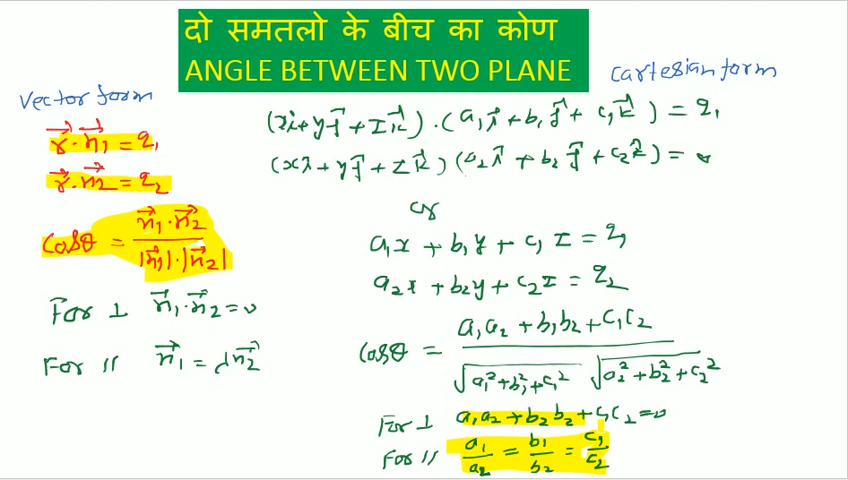 दो समतलो के बीच का कोण
ANGLE BETWEEN TWO PLANE
Vector form
r⃗·n⃗₁ = q₁
r⃗·n⃗₂ = q₂
Cosθ = n⃗₁·n⃗₂ / |n⃗₁|·|n⃗₂|
For ⊥ n⃗₁·n⃗₂ = 0
For // n⃗₁ = λn⃗₂
Cartesian form
(xî + yĵ + zk̂)·(a₁î + b₁ĵ + c₁k̂) = q₁
(xî + yĵ + zk̂)(a₂î + b₂ĵ + c₂k̂) =
or
a₁x + b₁y + c₁z = q₁
a₂x + b₂y + c₂z = q₂
Cosθ = a₁a₂ + b₁b₂ + c₁c₂ / √a₁² + b₁² + c₁² √a₂² + b₂² + c₂²
For ⊥ a₁a₂ + b₂b₂ + c₁c₂ = 0
For // a₁/a₂ = b₁/b₂ = c₁/c₂